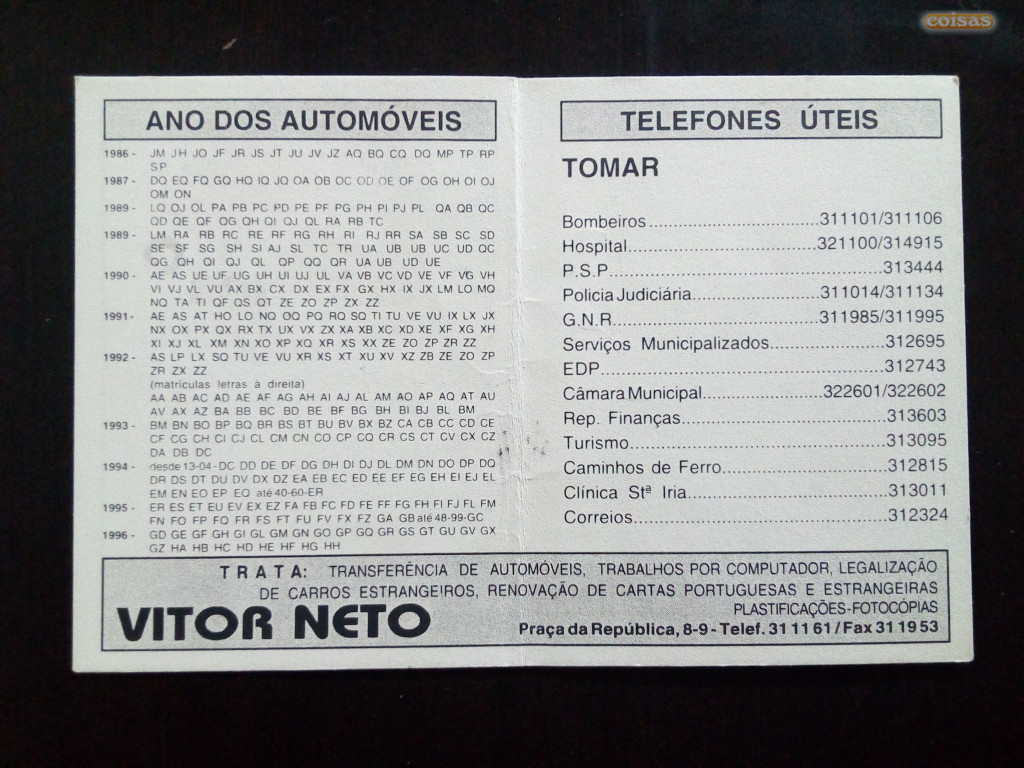 coisas
ANO DOS AUTOMÓVEIS
1986 - JM JH JO JF JR JS JT JU JV JZ AQ BQ CQ DQ MP TP RP
SP
1987 - DQ EQ FQ GQ HQ IQ JQ OA OB OC OD OE OF OG OH OI OJ
OM ON
1989 - LQ OJ OL PA PB PC PD PE PF PG PH PI PJ PL QA QB QC
QD QE QF QG QH QI QJ QL RA RB TC
1989 - LM RA RB RC RE RF RG RH RI RJ RR SA SB SC SD
SE SF SG SH SI AJ SL TC TR UA UB UB UC UD QC
QG QH QI QJ QL QP QQ QR UA UB UD UE
1990 - AE AS UE UF UG UH UI UJ UL VA VB VC VD VE VF VG VH
VI VJ VL VU AX BX CX DX EX FX GX HX IX JX LM LO MQ
NQ TA TI QF QS QT ZE ZO ZP ZX ZZ
1991 - AE AS AT HO LO NQ OQ PQ RQ SQ TI TU VE VU IX LX JX
NX OX PX QX RX TX UX VX ZX XA XB XC XD XE XF XG XH
XI XJ XL XM XN XO XP XQ XR XS XX ZE ZO ZP ZR ZZ
1992 - AS LP LX SQ TU VE VU XR XS XT XU XV XZ ZB ZE ZO ZP
ZR ZX ZZ
(matrículas letras à direita)
AA AB AC AD AE AF AG AH AI AJ AL AM AO AP AQ AT AU
AV AX AZ BA BB BC BD BE BF BG BH BI BJ BL BM
1993 - BM BN BO BP BQ BR BS BT BU BV BX BZ CA CB CC CD CE
CF CG CH CI CJ CL CM CN CO CP CQ CR CS CT CV CX CZ
DA DB DC
1994 - desde 13-04 - DC DD DE DF DG DH DI DJ DL DM DN DO DP DQ
DR DS DT DU DV DX DZ EA EB EC ED EE EF EG EH EI EJ EL
EM EN EO EP EQ até 40-60-ER
1995 - ER ES ET EU EV EX EZ FA FB FC FD FE FF FG FH FI FJ FL FM
FN FO FP FQ FR FS FT FU FV FX FZ GA GB até 48-99-GC
1996 - GD GE GF GH GI GL GM GN GO GP GQ GR GS GT GU GV GX
GZ HA HB HC HD HE HF HG HH
TELEFONES ÚTEIS
TOMAR
Bombeiros..........................311101/311106
Hospital.............................321100/314915
P.S.P..........................................313444
Policia Judiciária...................311014/311134
G.N.R................................311985/311995
Serviços Municipalizados.................312695
EDP............................................312743
Câmara Municipal..................322601/322602
Rep. Finanças..............................313603
Turismo.......................................313095
Caminhos de Ferro.........................312815
Clínica Stª Iria..............................313011
Correios......................................312324
TRATA: TRANSFERÊNCIA DE AUTOMÓVEIS, TRABALHOS POR COMPUTADOR, LEGALIZAÇÃO
DE CARROS ESTRANGEIROS, RENOVAÇÃO DE CARTAS PORTUGUESAS E ESTRANGEIRAS
PLASTIFICAÇÕES-FOTOCÓPIAS
VITOR NETO
Praça da República, 8-9 - Telef. 31 11 61 / Fax 31 19 53